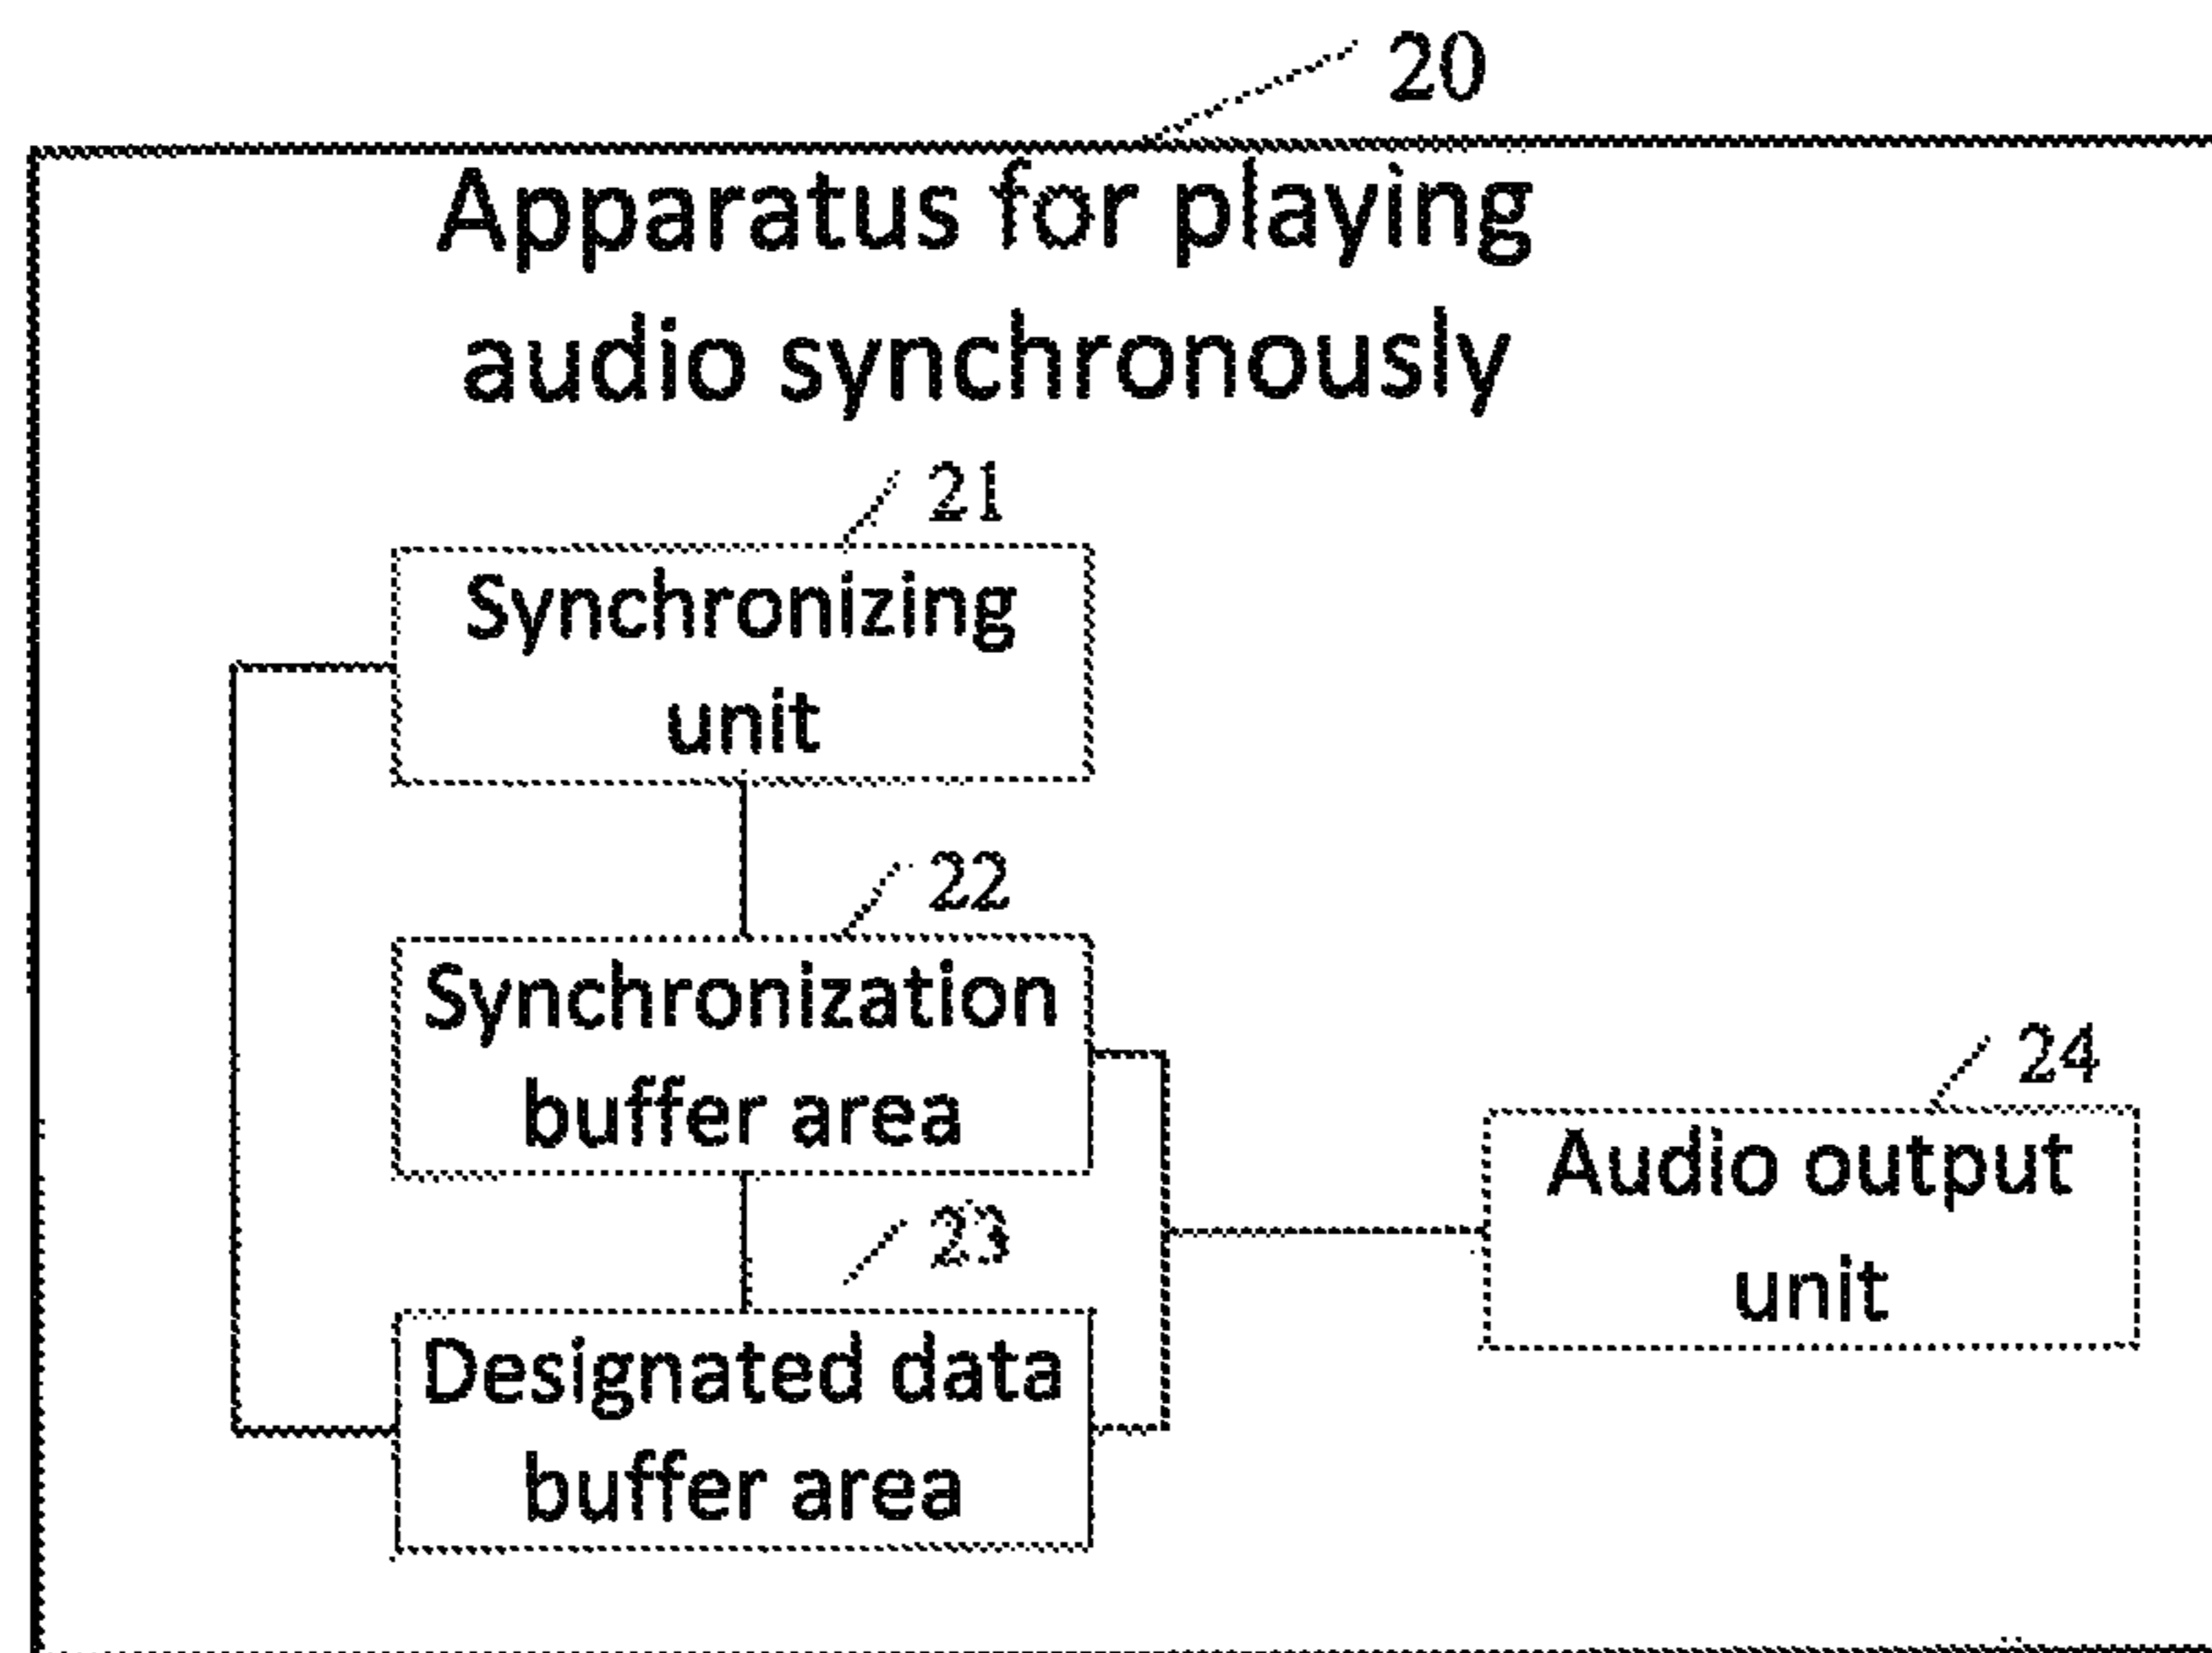 20
Apparatus for playing
audio synchronously
21
Synchronizing
unit
22
Synchronization
buffer area
23
Designated data
buffer area
24
Audio output
unit